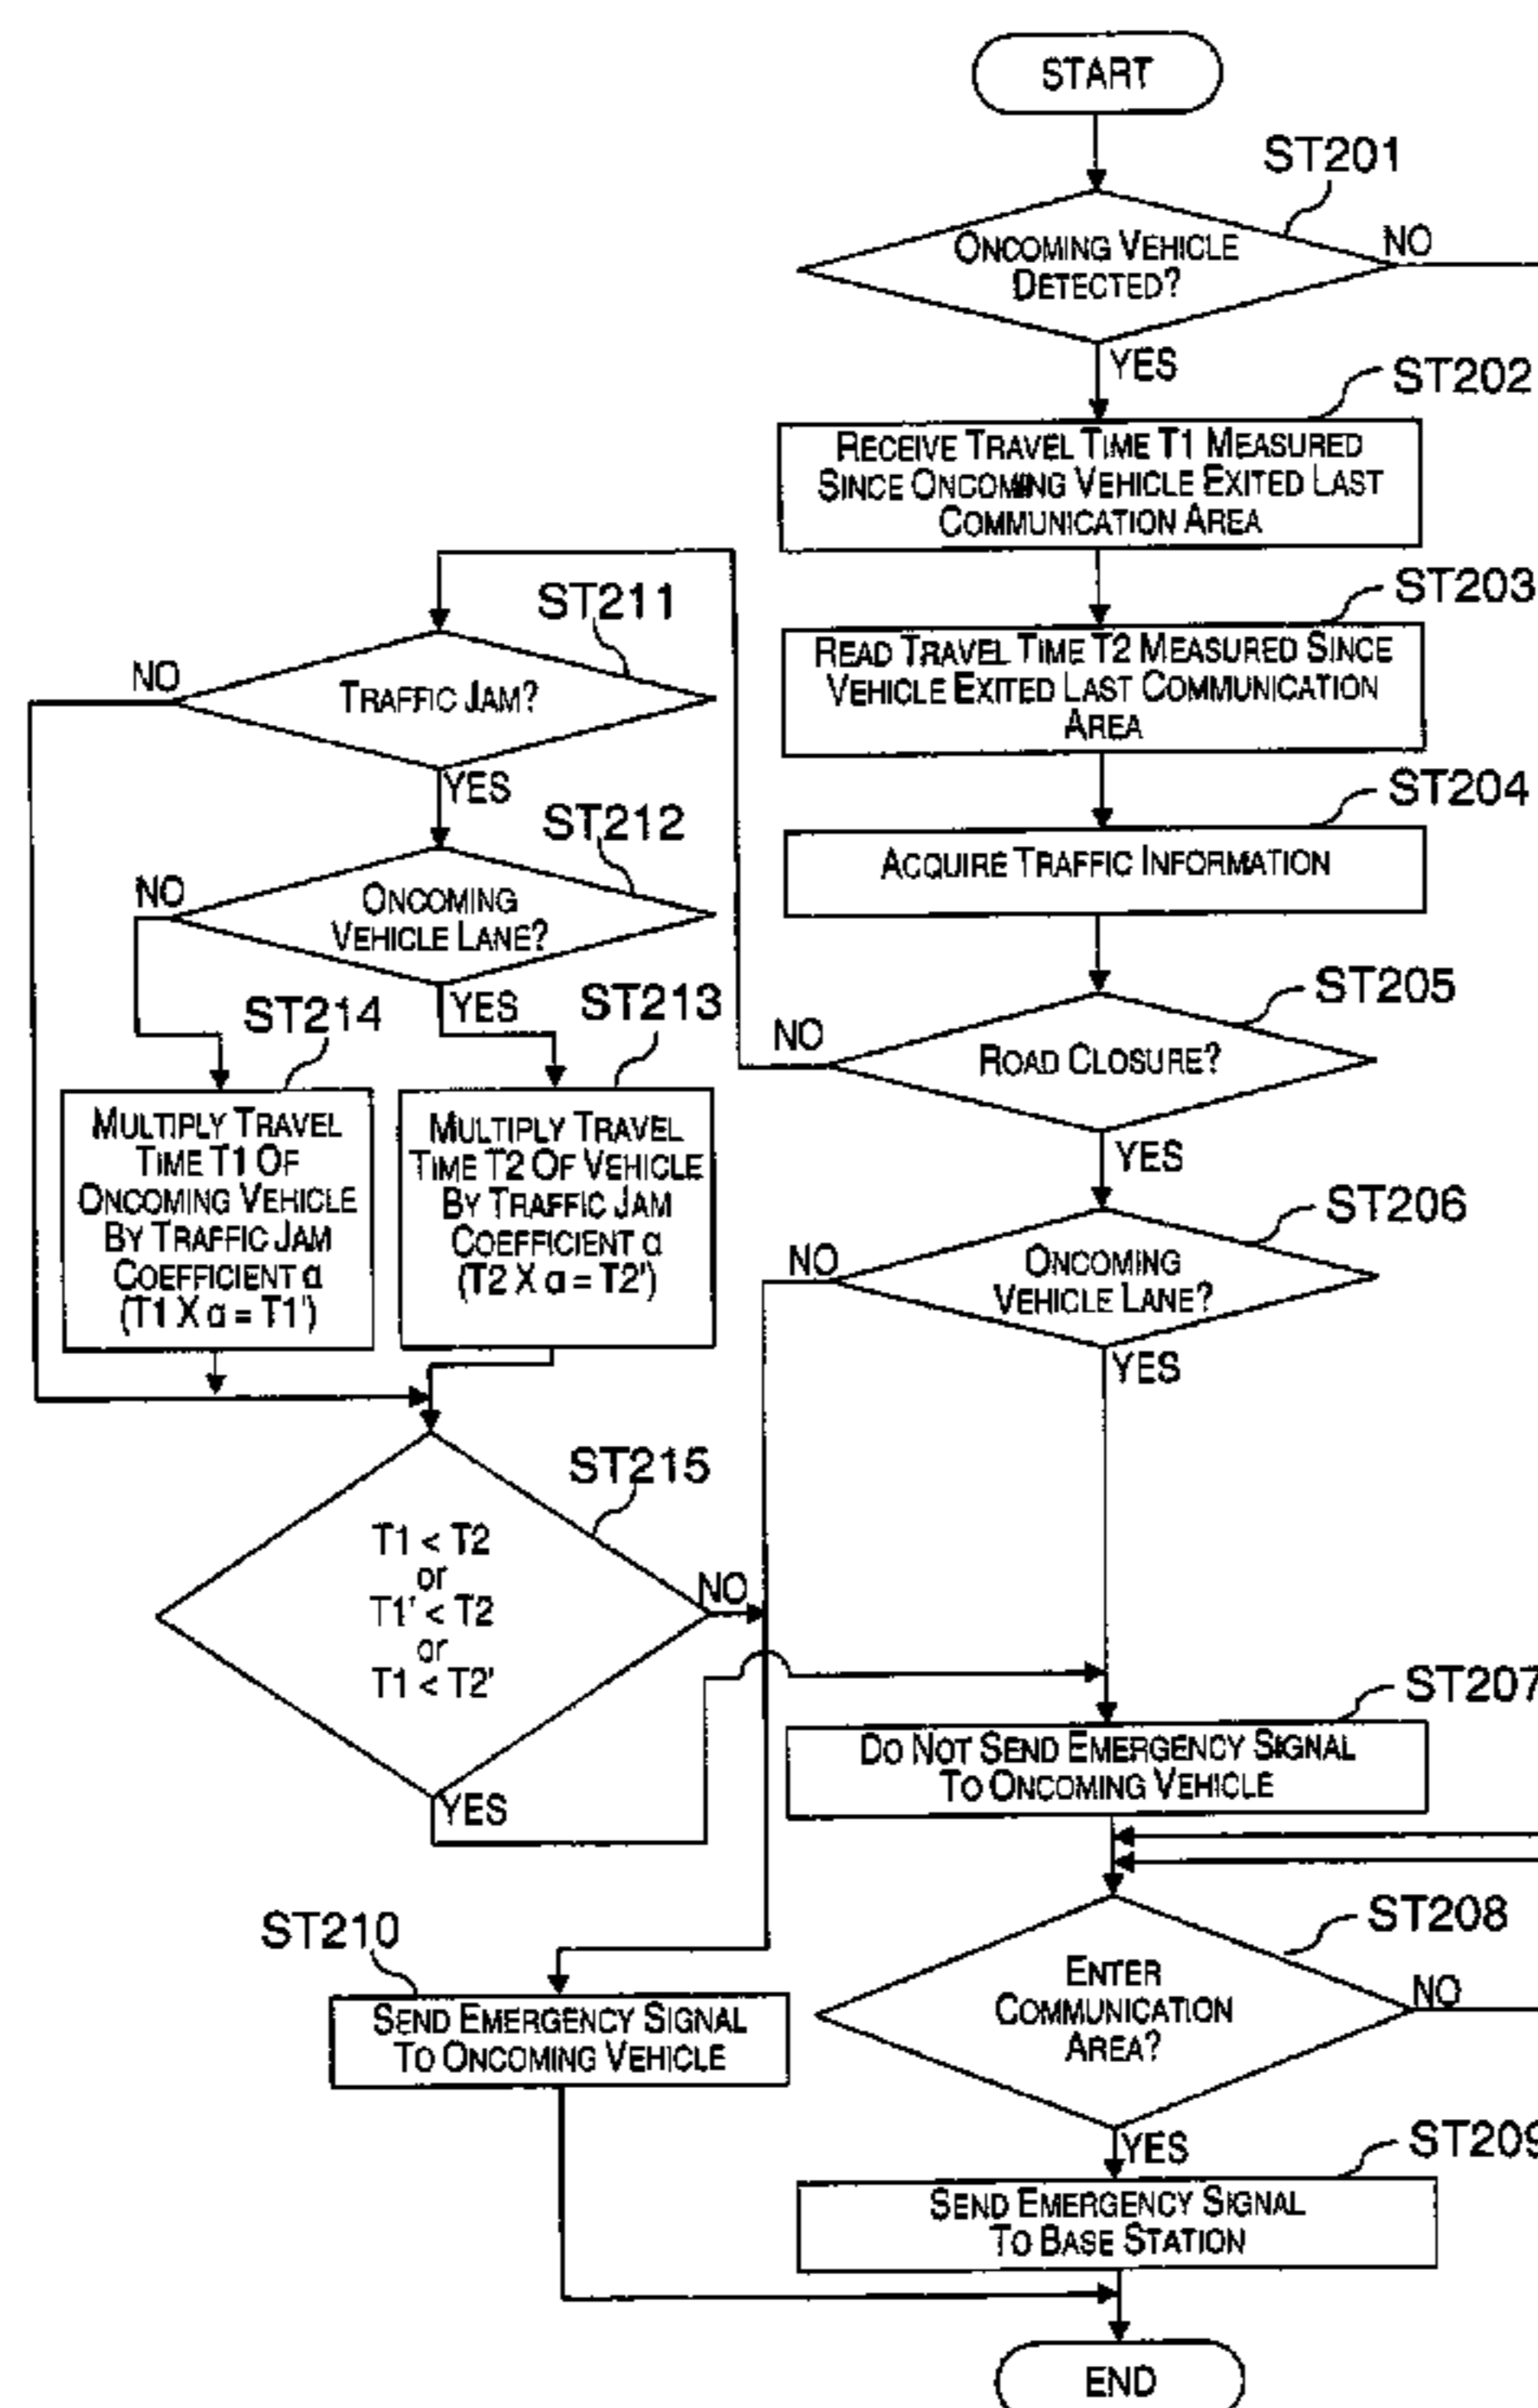 START
ST201
ONCOMING VEHICLE
DETECTED?
NO
YES
ST202
RECEIVE TRAVEL TIME T1 MEASURED
SINCE ONCOMING VEHICLE EXITED LAST
COMMUNICATION AREA
ST203
READ TRAVEL TIME T2 MEASURED SINCE
VEHICLE EXITED LAST COMMUNICATION
AREA
ST204
ACQUIRE TRAFFIC INFORMATION
ST205
ROAD CLOSURE?
NO
YES
ST206
ONCOMING
VEHICLE LANE?
NO
YES
ST211
TRAFFIC JAM?
NO
YES
ST212
ONCOMING
VEHICLE LANE?
NO
YES
ST214
MULTIPLY TRAVEL
TIME T1 OF
ONCOMING VEHICLE
BY TRAFFIC JAM
COEFFICIENT α
(T1 X α = T1')
ST213
MULTIPLY TRAVEL
TIME T2 OF VEHICLE
BY TRAFFIC JAM
COEFFICIENT α
(T2 X α = T2')
ST215
T1 < T2
or
T1' < T2
or
T1 < T2'
NO
YES
ST207
DO NOT SEND EMERGENCY SIGNAL
TO ONCOMING VEHICLE
ST208
ENTER
COMMUNICATION
AREA?
NO
YES
ST210
SEND EMERGENCY SIGNAL
TO ONCOMING VEHICLE
ST209
SEND EMERGENCY SIGNAL
TO BASE STATION
END